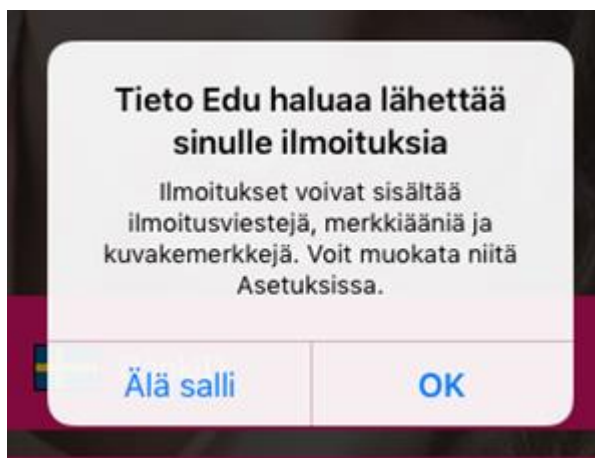 Tieto Edu haluaa lähettää
sinulle ilmoituksia
Ilmoitukset voivat sisältää
ilmoitusviestejä, merkkiääniä ja
kuvakemerkkejä. Voit muokata niitä
Asetuksissa.
Älä salli
OK